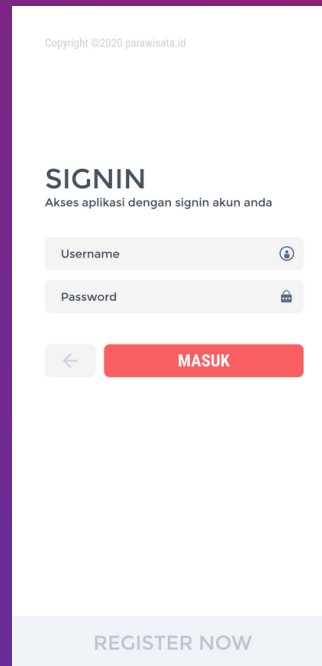 Copyright ©2020 parawisata.id
SIGNIN
Akses aplikasi dengan signin akun anda
Username
Password
MASUK
REGISTER NOW